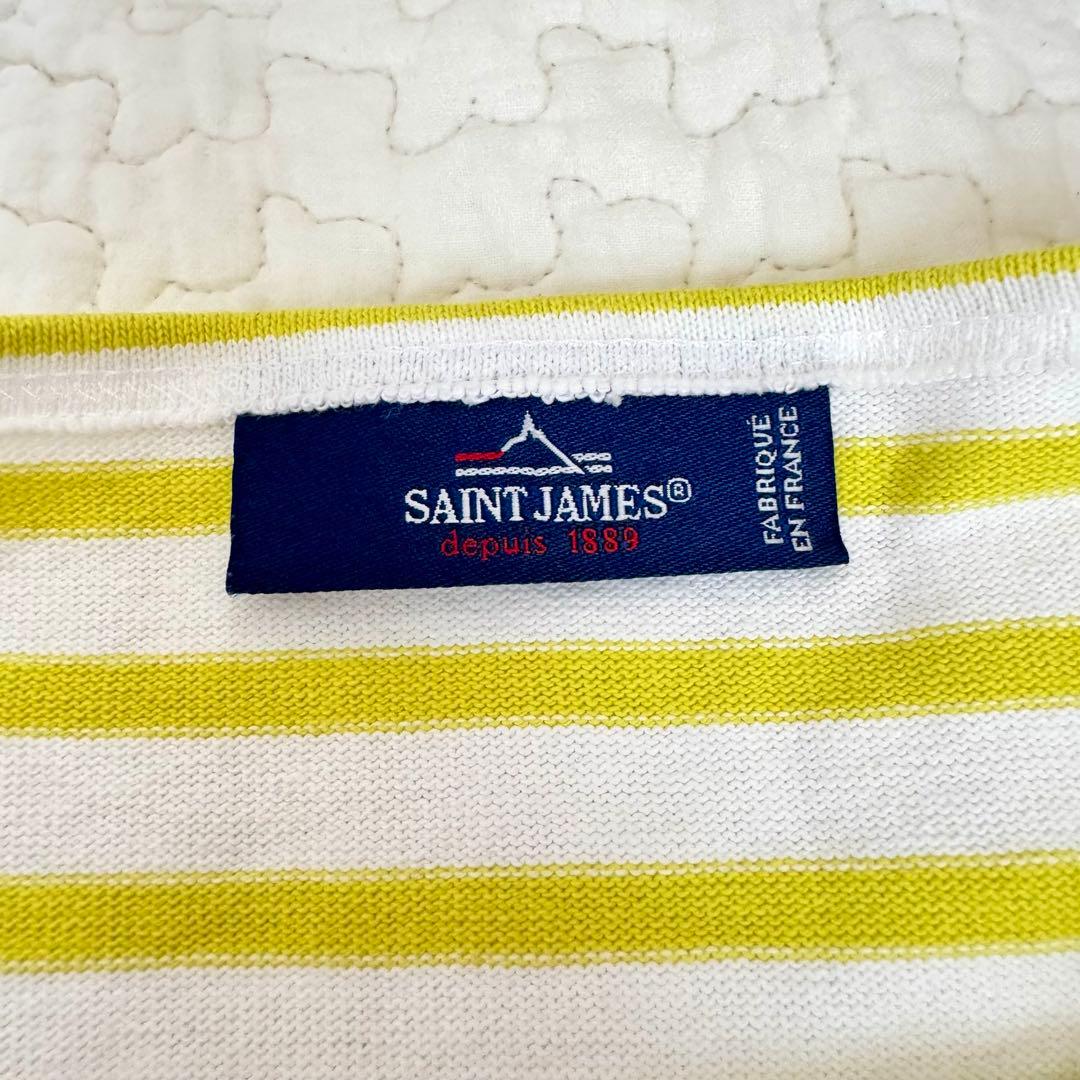 SAINT JAMES®
depuis 1889
FABRIQUÉ
EN FRANCE